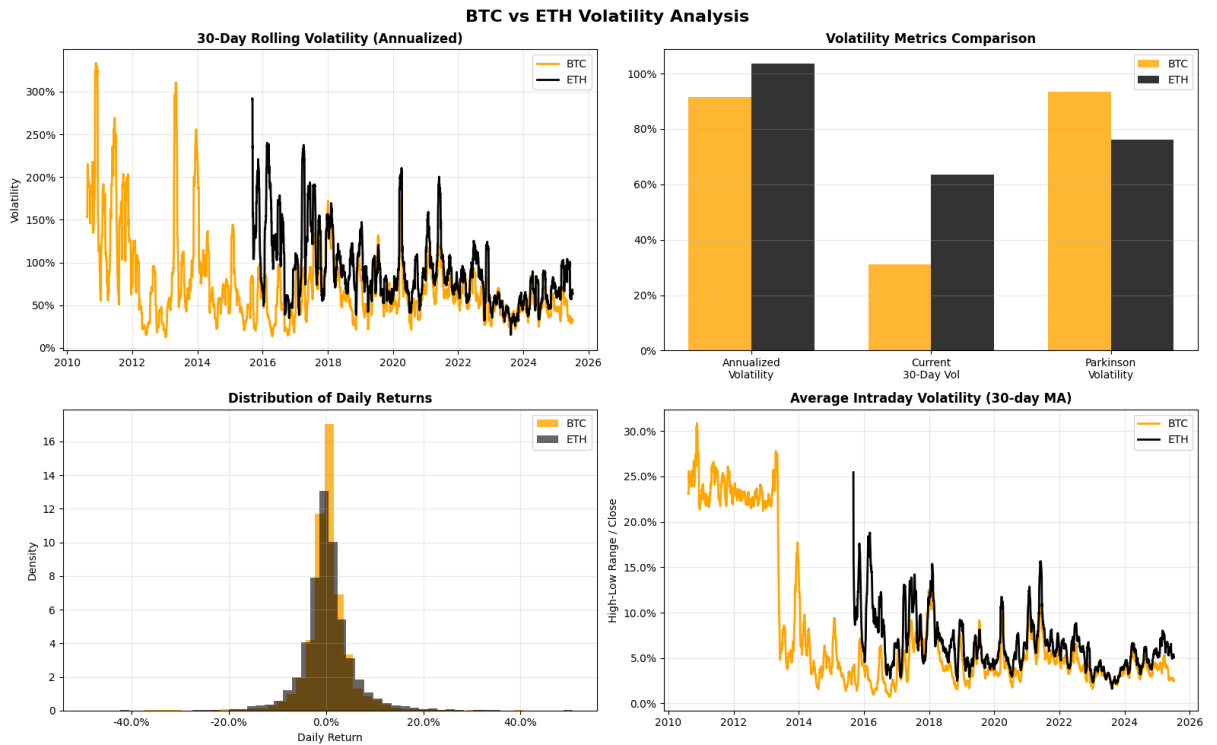 BTC vs ETH Volatility Analysis
30-Day Rolling Volatility (Annualized)
BTC
ETH
300%
250%
200%
150%
100%
50%
0%
Volatility
2010 2012 2014 2016 2018 2020 2022 2024 2026
Volatility Metrics Comparison
BTC
ETH
100%
80%
60%
40%
20%
0%
Annualized
Volatility
Current
30-Day Vol
Parkinson
Volatility
Distribution of Daily Returns
BTC
ETH
16
14
12
10
8
6
4
2
0
Density
-40.0% -20.0% 0.0% 20.0% 40.0%
Daily Return
Average Intraday Volatility (30-day MA)
BTC
ETH
30.0%
25.0%
20.0%
15.0%
10.0%
5.0%
0.0%
High-Low Range / Close
2010 2012 2014 2016 2018 2020 2022 2024 2026